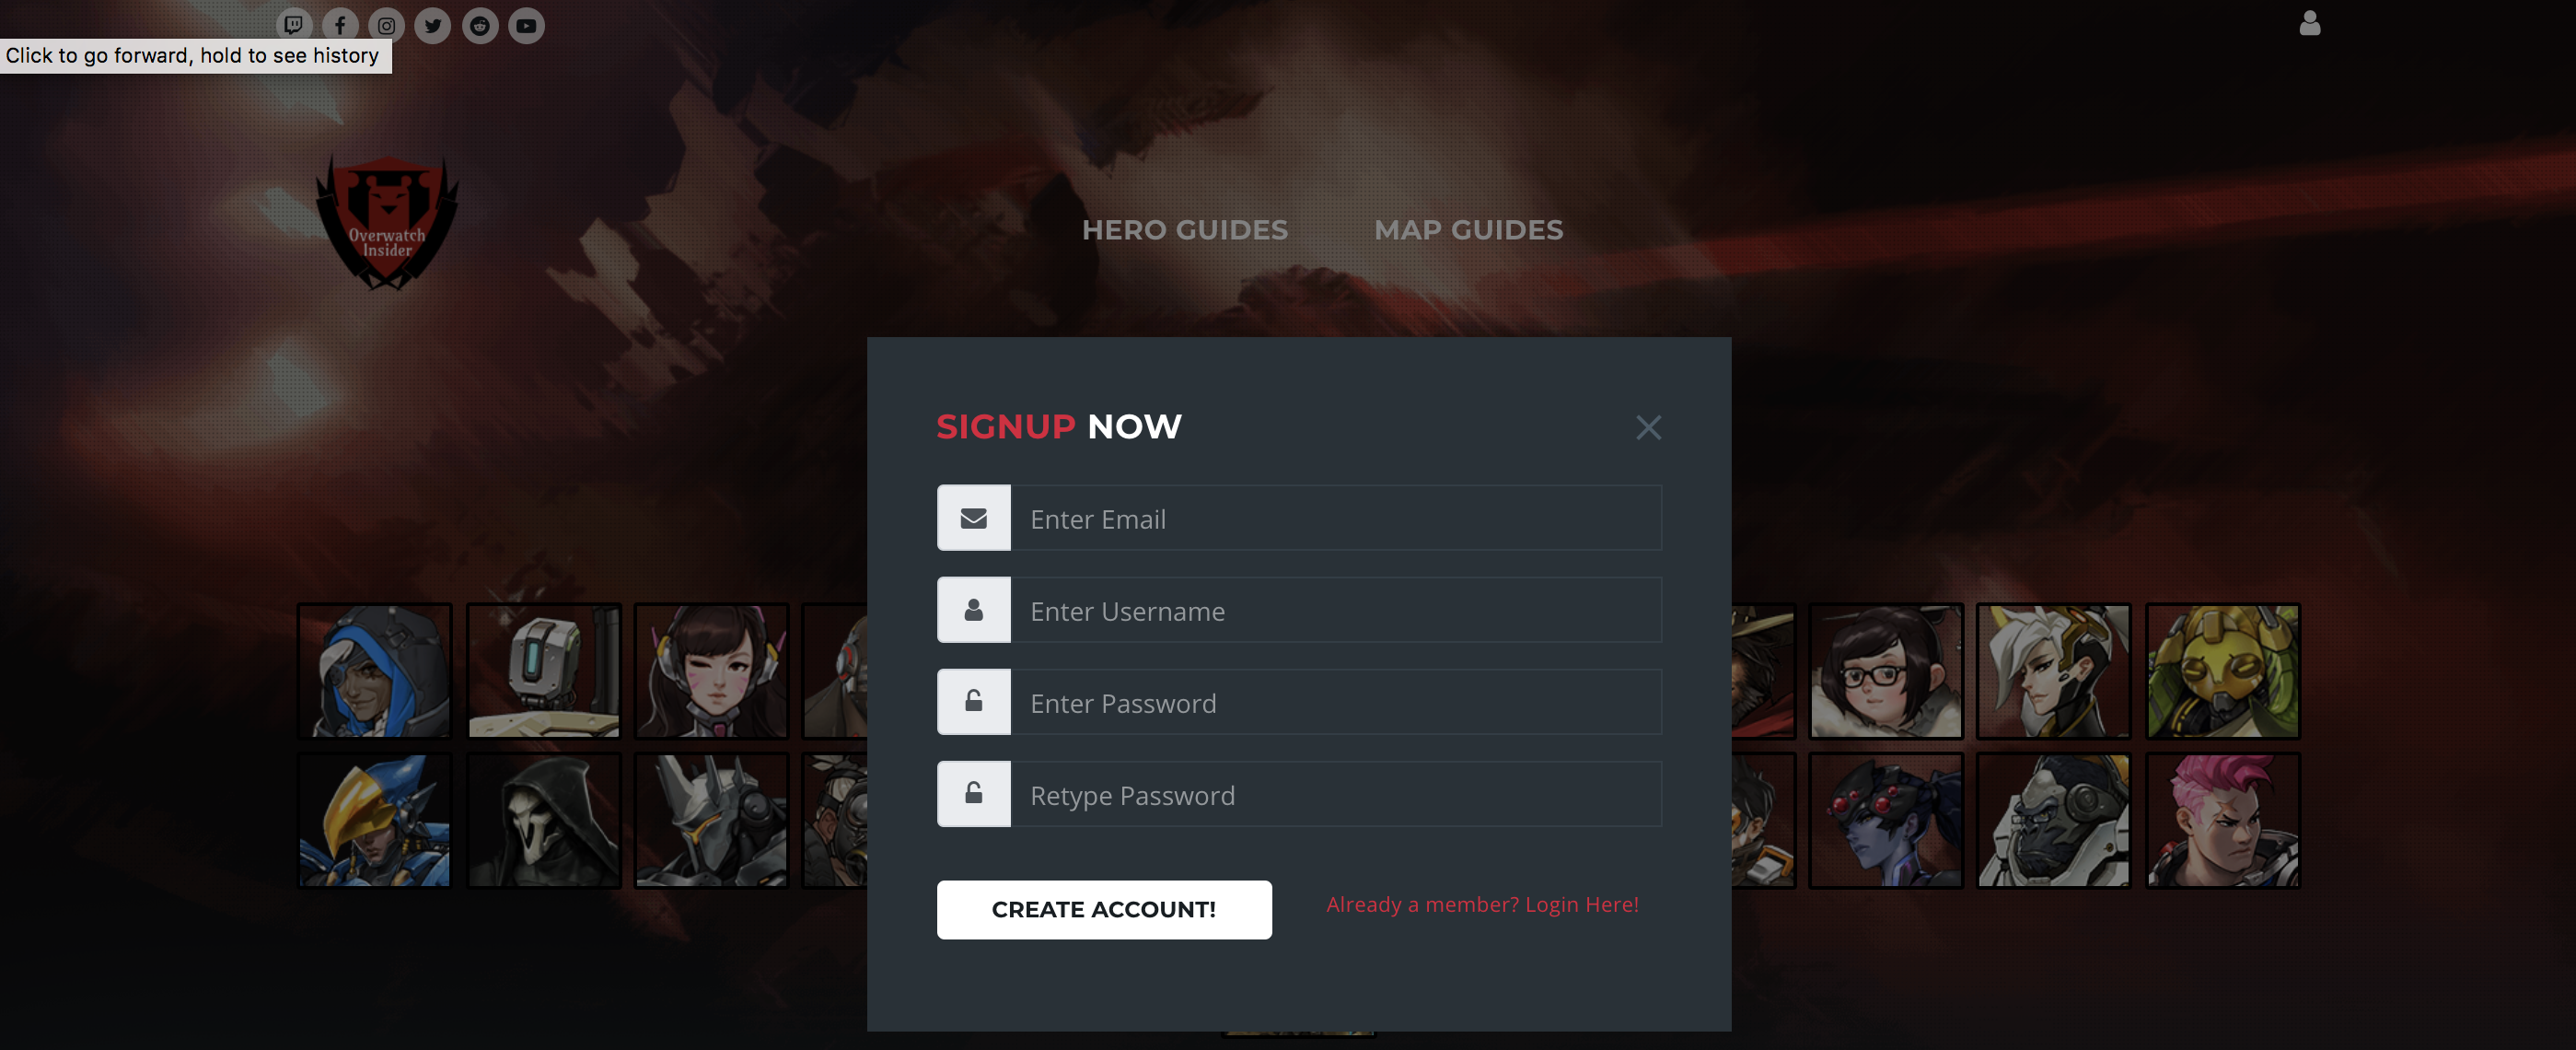 Click to go forward, hold to see history
Overwatch
Insider
HERO GUIDES
MAP GUIDES
SIGNUP NOW
Enter Email
Enter Username
Enter Password
Retype Password
CREATE ACCOUNT!
Already a member? Login Here!